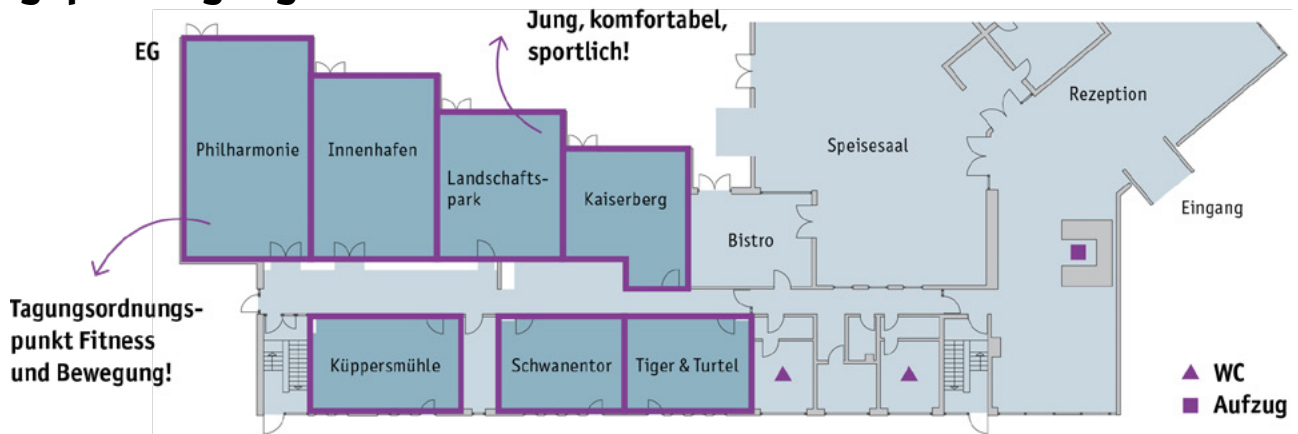 EG
Jung, komfortabel,
sportlich!
Rezeption
Philharmonie
Innenhafen
Speisesaal
Landschafts-
park
Kaiserberg
Eingang
Bistro
Tagungsordnungs-
punkt Fitness
und Bewegung!
Küppersmühle
Schwanentor
Tiger & Turtel
WC
Aufzug